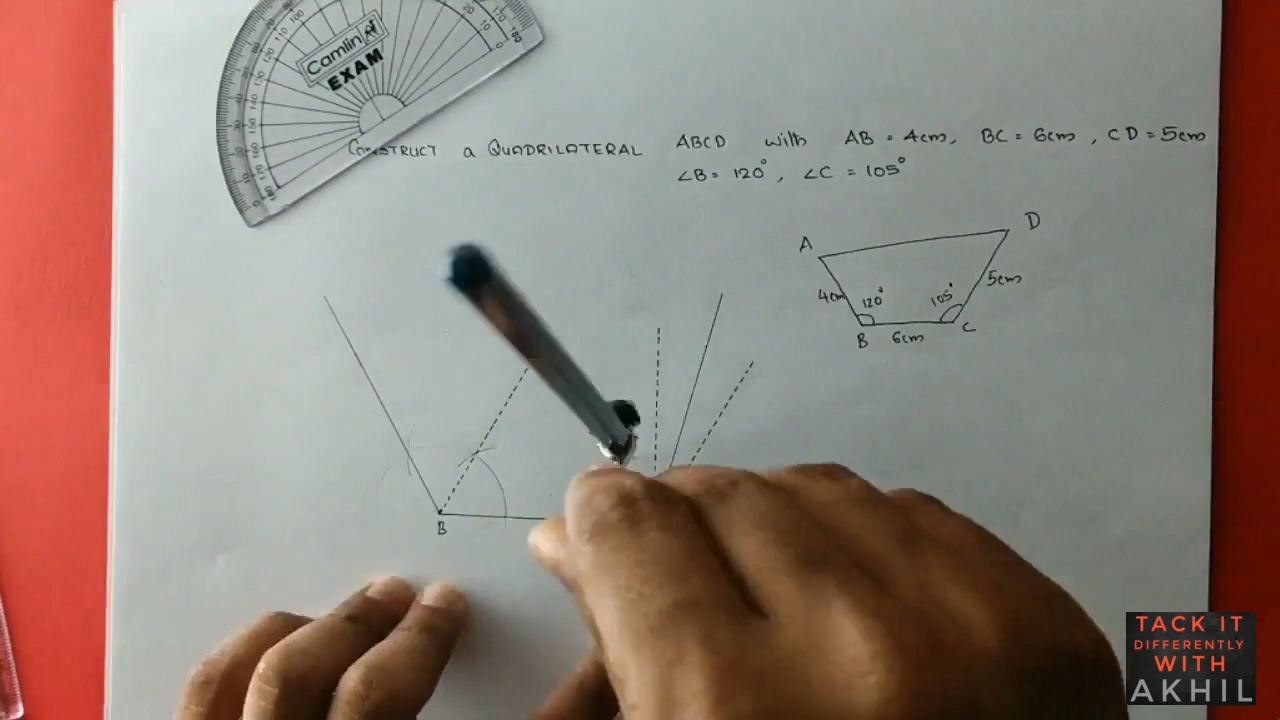 Camlin
EXAM
CONSTRUCT a QUADRILATERAL ABCD with AB = 4cm, BC = 6cm, CD = 5cm
∠B = 120°, ∠C = 105°
A D
4cm 120° 105° 5cm
B 6cm C
B
TACK IT
DIFFERENTLY
WITH
AKHIL